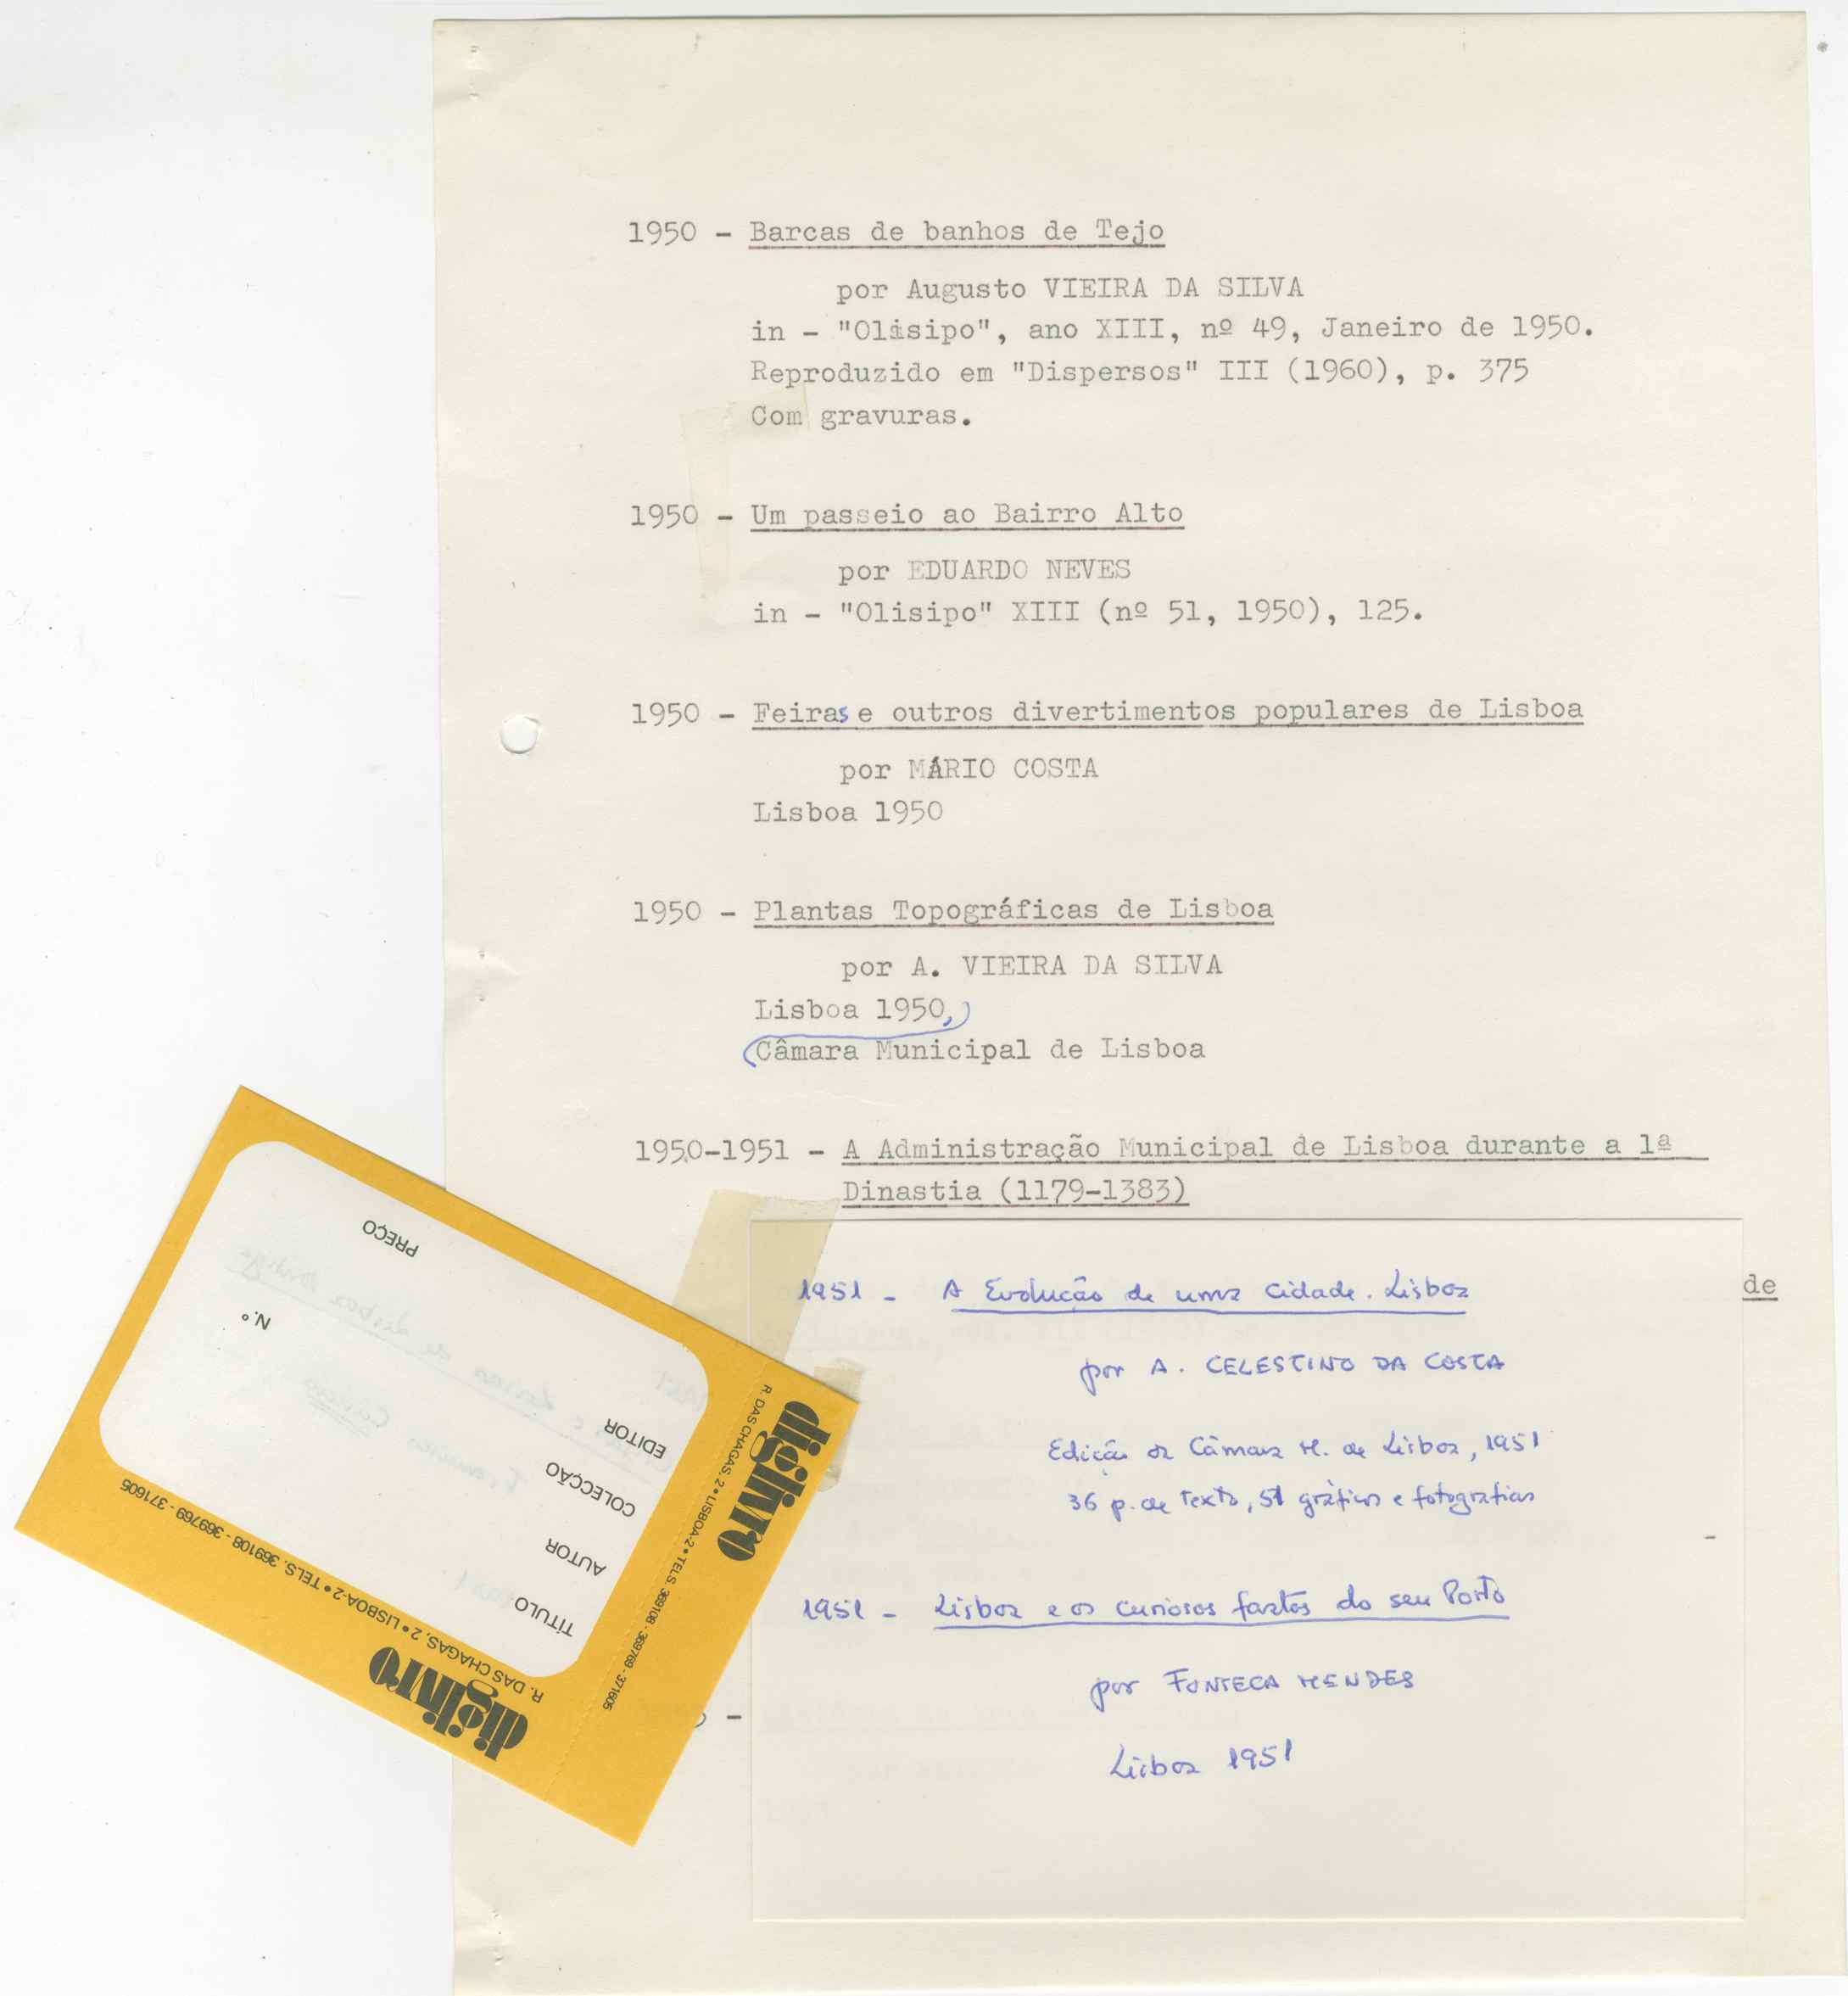 1950 - Barcas de banhos de Tejo
por Augusto VIEIRA DA SILVA
in - "Olisipo", ano XIII, nº 49, Janeiro de 1950.
Reproduzido em "Dispersos" III (1960), p. 375
Com gravuras.
1950 - Um passeio ao Bairro Alto
por EDUARDO NEVES
in - "Olisipo" XIII (nº 51, 1950), 125.
1950 - Feiras e outros divertimentos populares de Lisboa
por MÁRIO COSTA
Lisboa 1950
1950 - Plantas Topográficas de Lisboa
por A. VIEIRA DA SILVA
Lisboa 1950,
Câmara Municipal de Lisboa
1950-1951 - A Administração Municipal de Lisboa durante a 1ª
Dinastia (1179-1383)
de
1951 - A Evolução de uma cidade. Lisboa
por A. CELESTINO DA COSTA
Edição da Câmara M. de Lisboa, 1951
36 p. de texto, 51 gráficos e fotografias
1951 - Lisboa e os curiosos fastos do seu Porto
por FONSECA MENDES
Lisboa 1951
diglivro
R. DAS CHAGAS, 2 • LISBOA-2 • TELS. 369108 - 369769 - 371605
TÍTULO
AUTOR
COLECÇÃO
EDITOR
N.º
PREÇO
diglivro
R. DAS CHAGAS, 2 • LISBOA-2 • TELS. 369108 - 369769 - 371605